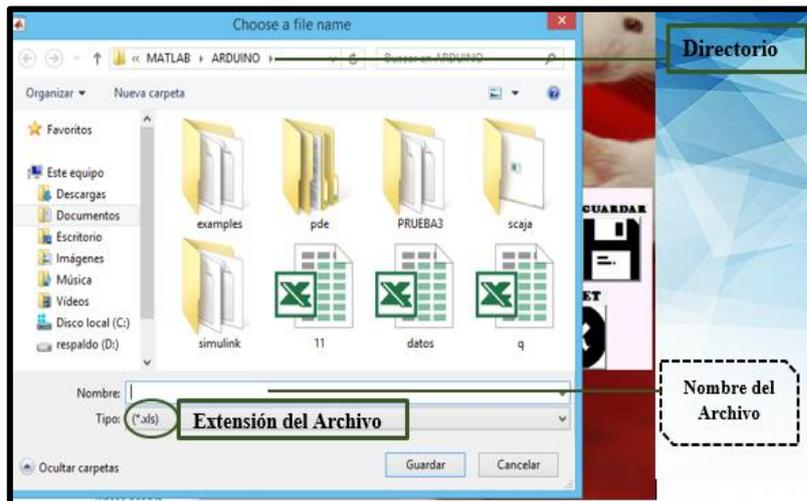 Choose a file name
« MATLAB ▸ ARDUINO ▸
Buscar en ARDUINO
Directorio
Organizar ▾ Nueva carpeta
Favoritos
Este equipo
Descargas
Documentos
Escritorio
Imágenes
Música
Vídeos
Disco local (C:)
respaldo (D:)
examples
pde
PRUEBA3
scaja
simulink
11
datos
q
GUARDAR
Nombre:
Tipo: (*.xls)
Extensión del Archivo
Nombre del
Archivo
Ocultar carpetas
Guardar
Cancelar